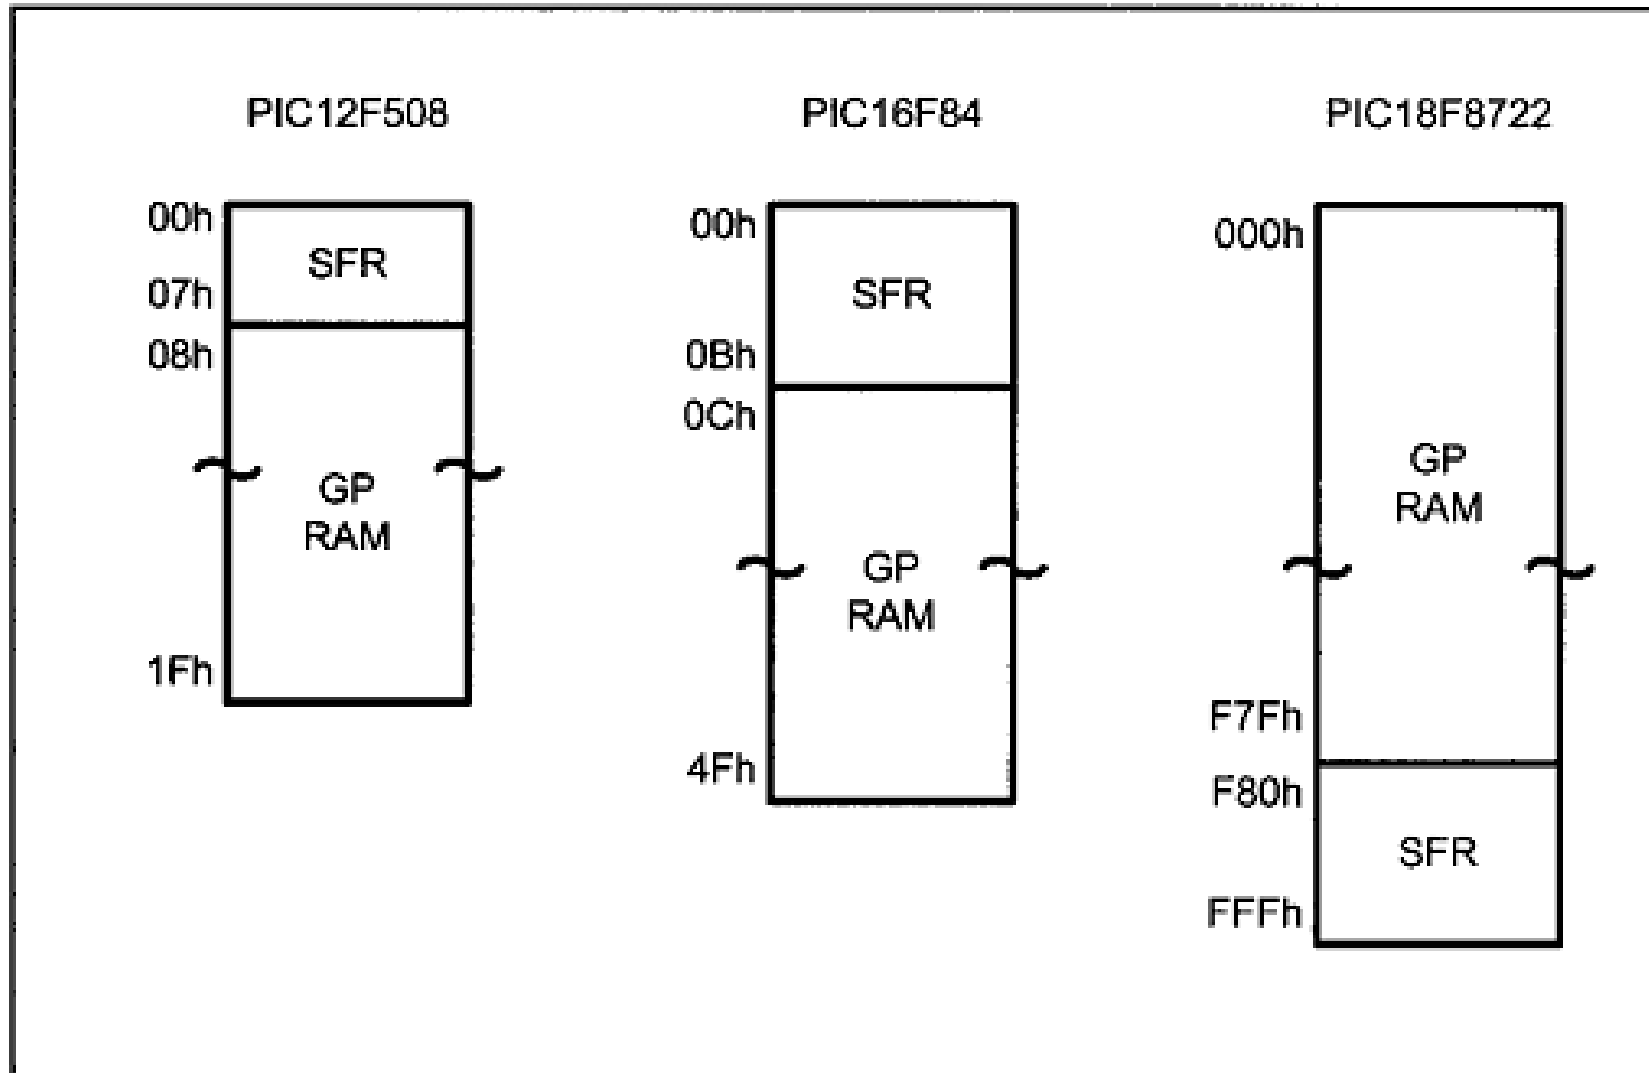 PIC12F508
00h
SFR
07h
08h
GP
RAM
1Fh
PIC16F84
00h
SFR
0Bh
0Ch
GP
RAM
4Fh
PIC18F8722
000h
GP
RAM
F7Fh
F80h
SFR
FFFh